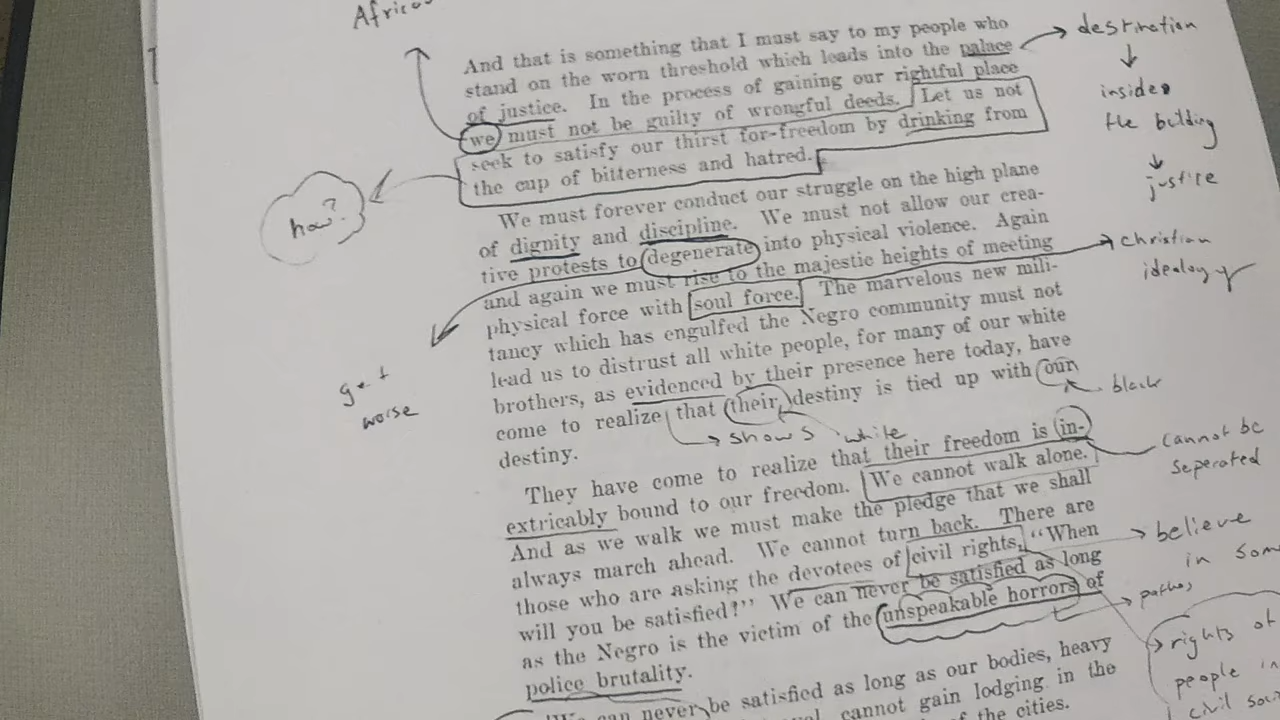 And that is something that I must say to my people who
stand on the worn threshold which leads into the palace
of justice. In the process of gaining our rightful place
we must not be guilty of wrongful deeds. Let us not
seek to satisfy our thirst for-freedom by drinking from
the cup of bitterness and hatred.
We must forever conduct our struggle on the high plane
of dignity and discipline. We must not allow our crea-
tive protests to degenerate into physical violence. Again
and again we must rise to the majestic heights of meeting
physical force with soul force. The marvelous new mili-
tancy which has engulfed the Negro community must not
lead us to distrust all white people, for many of our white
brothers, as evidenced by their presence here today, have
come to realize that their destiny is tied up with our
destiny.
They have come to realize that their freedom is in-
extricably bound to our freedom. We cannot walk alone.
And as we walk we must make the pledge that we shall
always march ahead. We cannot turn back. There are
those who are asking the devotees of civil rights, "When
will you be satisfied?" We can never be satisfied as long
as the Negro is the victim of the unspeakable horrors of
police brutality.
can never be satisfied as long as our bodies, heavy
cannot gain lodging in the
the cities.
destination
inside
the bulding
justice
how?
christian
idealogy
get
worse
black
shows white
cannot be
seperated
believe
in
rights of
people in
civil